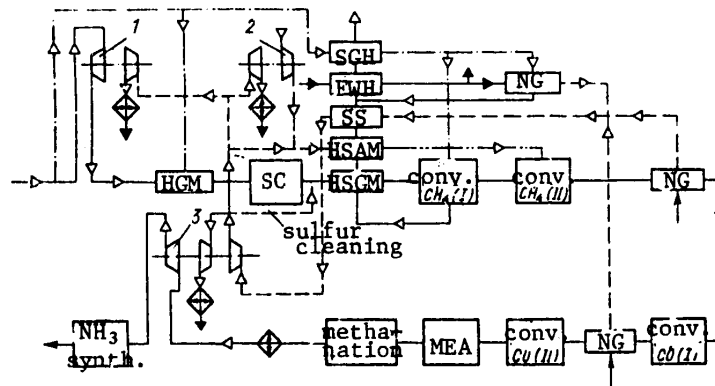 1
2
SGH
FWH
NG
SS
HSAM
HGM
SC
HSGM
conv.
CH₄(I)
conv
CH₄(II)
NG
sulfur
cleaning
3
NH₃
synth.
metha-
nation
MEA
conv
CO(II)
NG
conv.
CO(I)